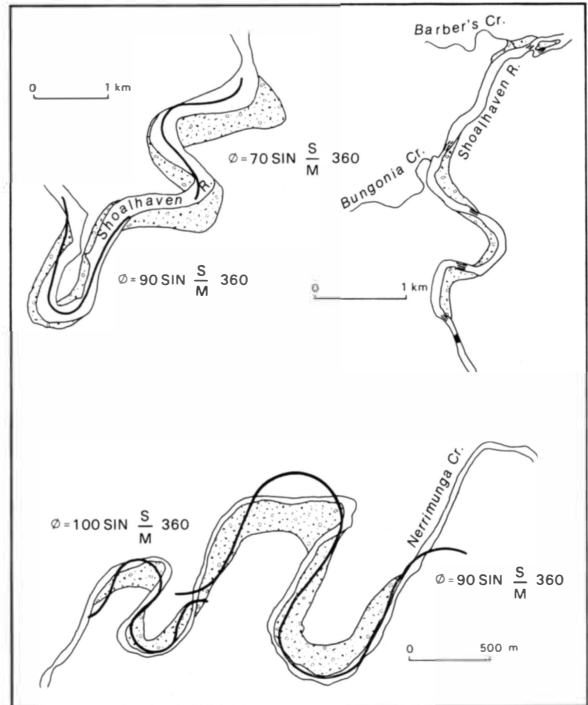 Barber's Cr.
0 1 km
Shoalhaven R.
Ø = 70 SIN S/M 360
Bungonia Cr.
Shoalhaven R.
Ø = 90 SIN S/M 360
0 1 km
Nerrimunga Cr.
Ø = 100 SIN S/M 360
Ø = 90 SIN S/M 360
0 500 m